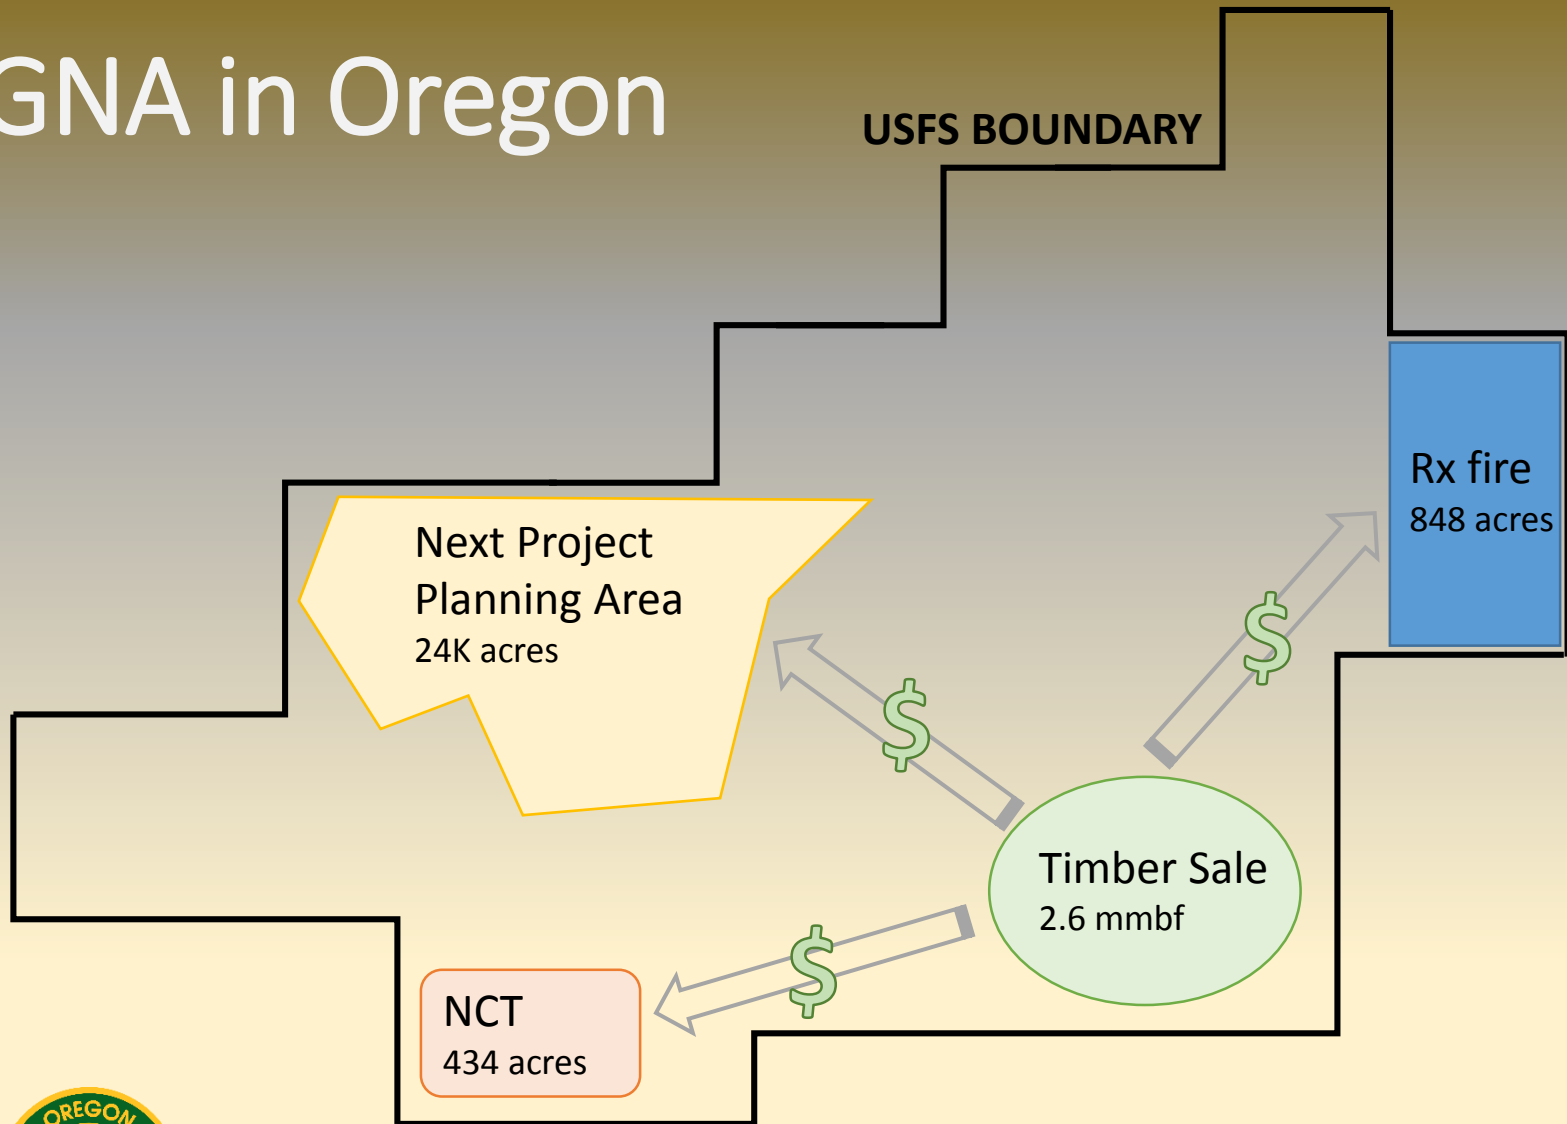 GNA in Oregon
USFS BOUNDARY
Rx fire
848 acres
Next Project
Planning Area
24K acres
$
$
Timber Sale
2.6 mmbf
$
NCT
434 acres
OREGON